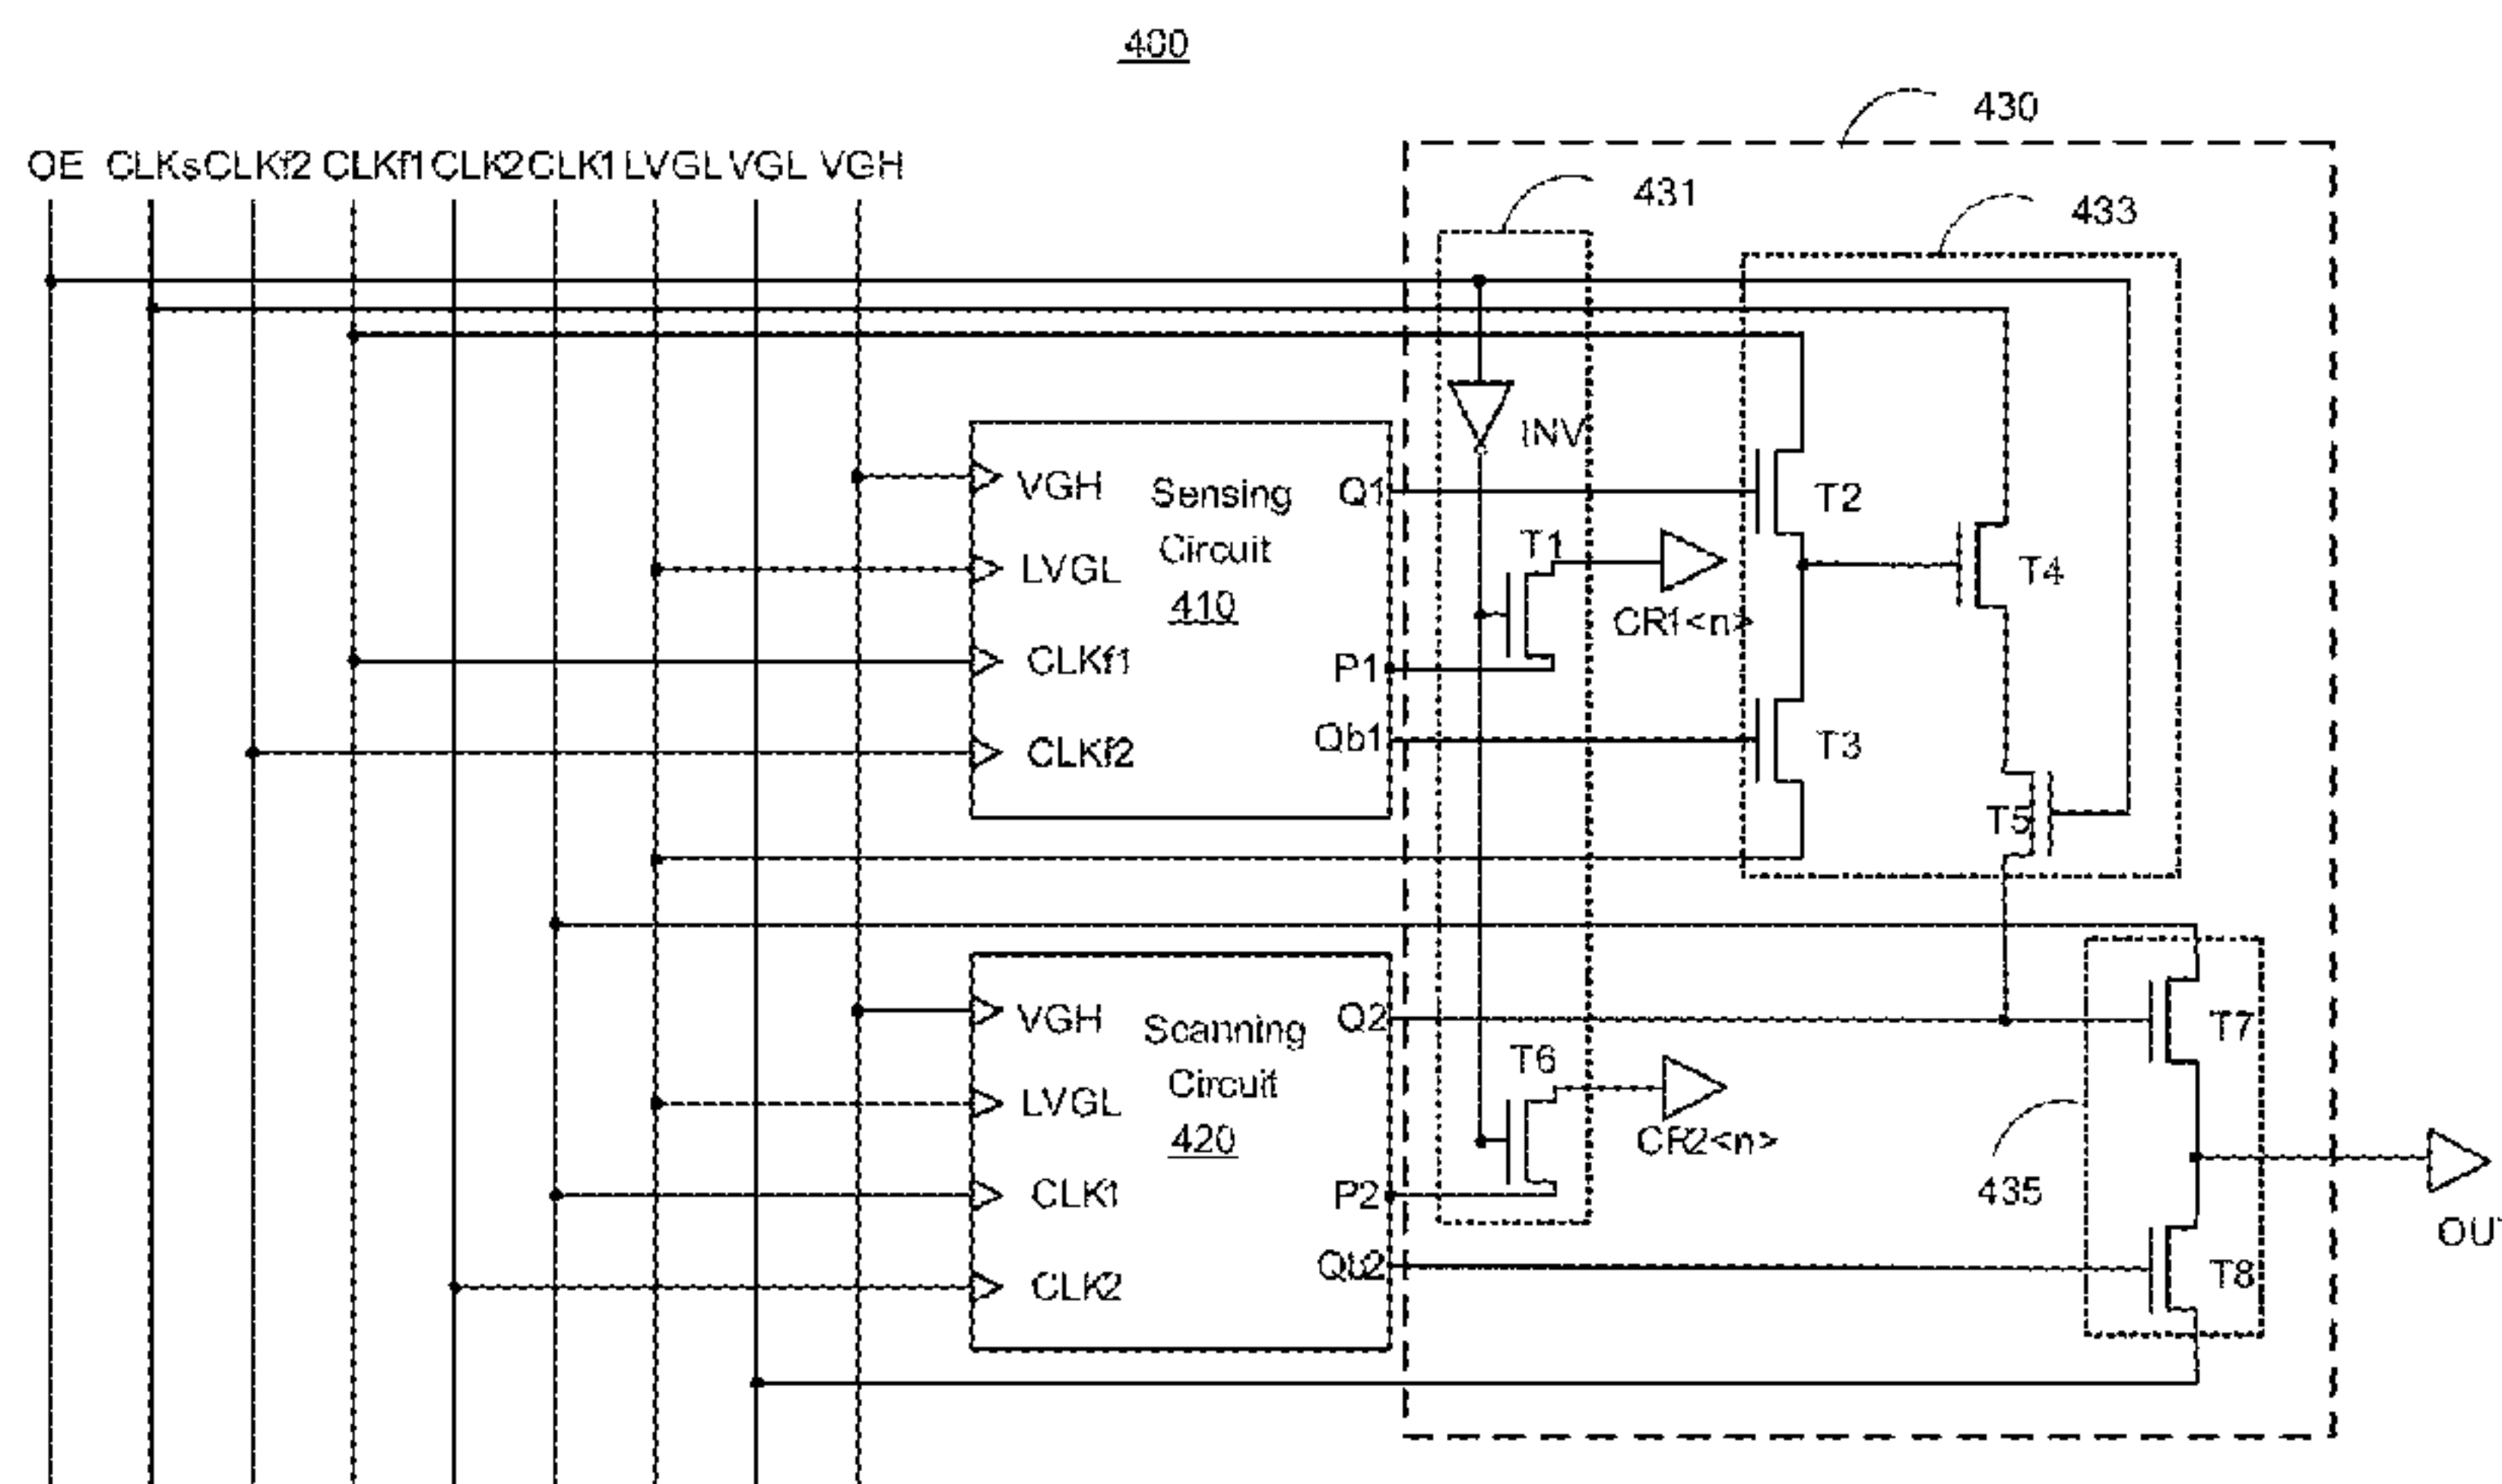 400
430
OE CLKs CLKf2 CLKf1 CLK2 CLK1 LVGL VGL VGH
431
433
INV
VGH
Sensing
Circuit
410
LVGL
CLKf1
CLKf2
Q1
P1
Qb1
T1
CR1<n>
T2
T3
T4
T5
VGH
Scanning
Circuit
420
LVGL
CLK1
CLK2
Q2
P2
Qb2
T6
CR2<n>
T7
T8
435
OU